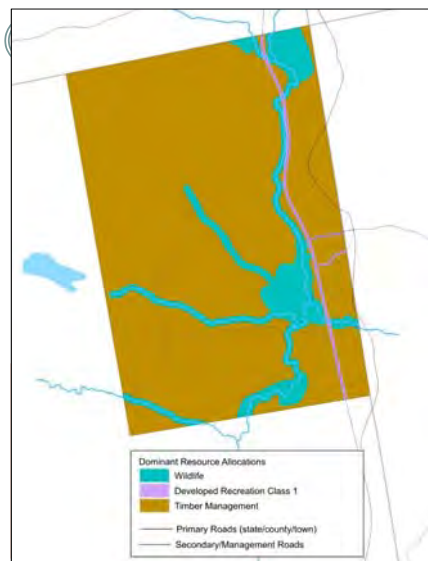 Dominant Resource Allocations
Wildlife
Developed Recreation Class 1
Timber Management
Primary Roads (state/county/town)
Secondary/Management Roads